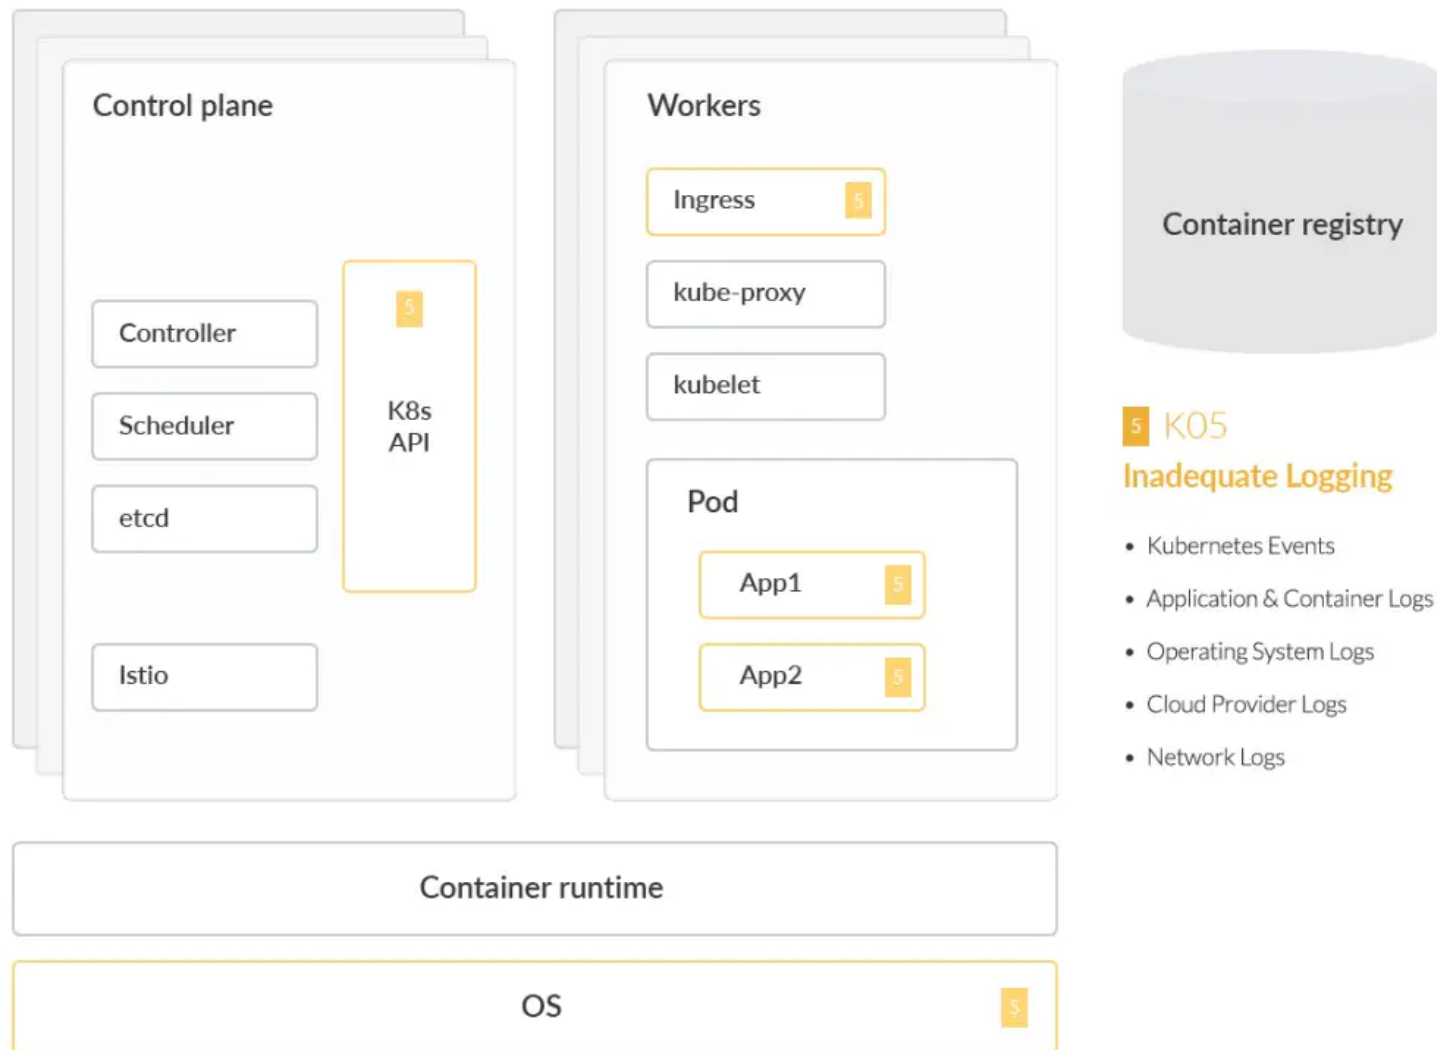 Control plane
Controller
Scheduler
etcd
Istio
5
K8s
API
Workers
Ingress 5
kube-proxy
kubelet
Pod
App1 5
App2 5
Container registry
5 K05
Inadequate Logging
• Kubernetes Events
• Application & Container Logs
• Operating System Logs
• Cloud Provider Logs
• Network Logs
Container runtime
OS 5